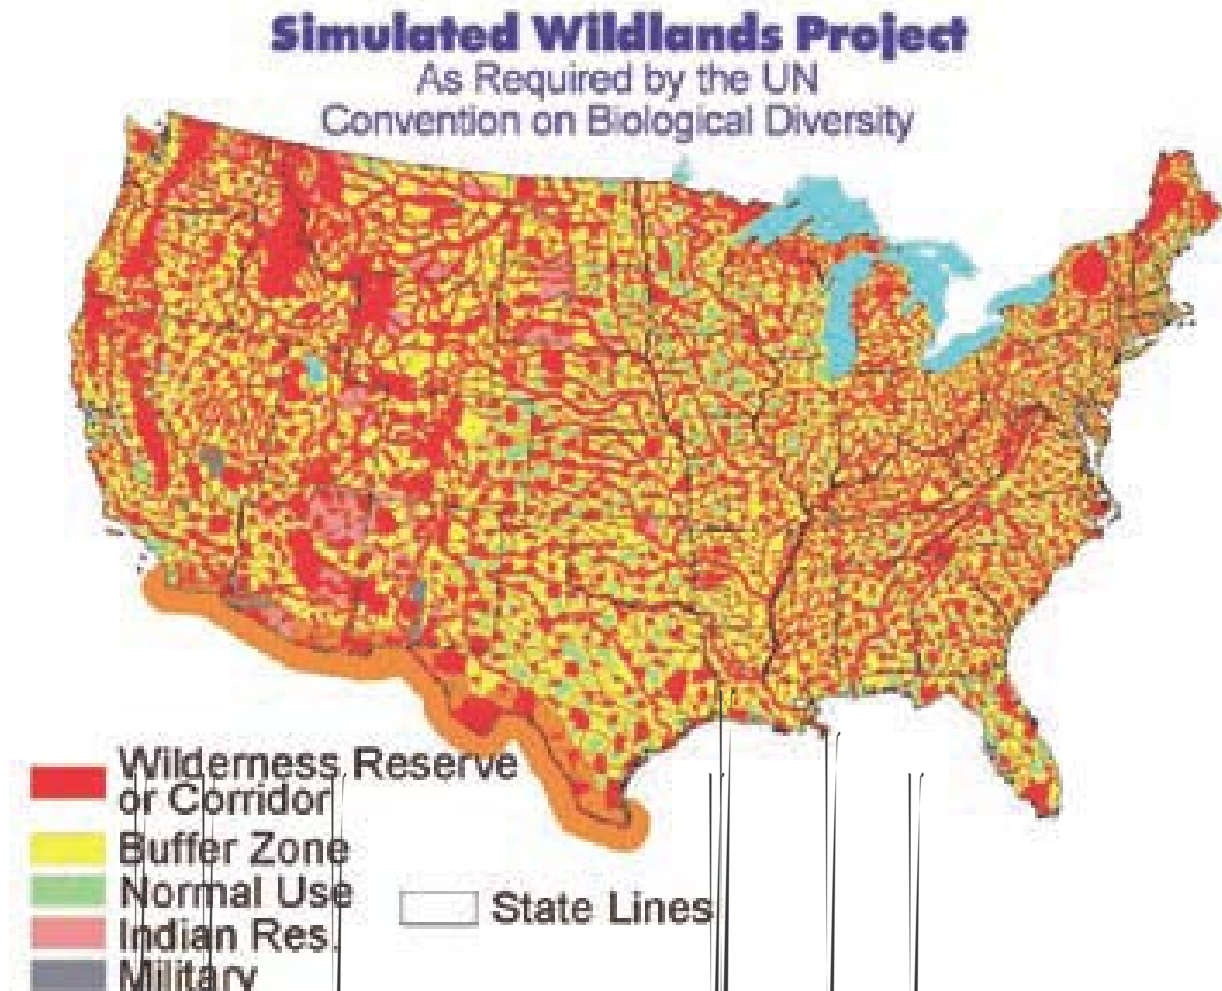 Simulated Wildlands Project
As Required by the UN
Convention on Biological Diversity
Wilderness Reserve
or Corridor
Buffer Zone
Normal Use
Indian Res.
Military
State Lines